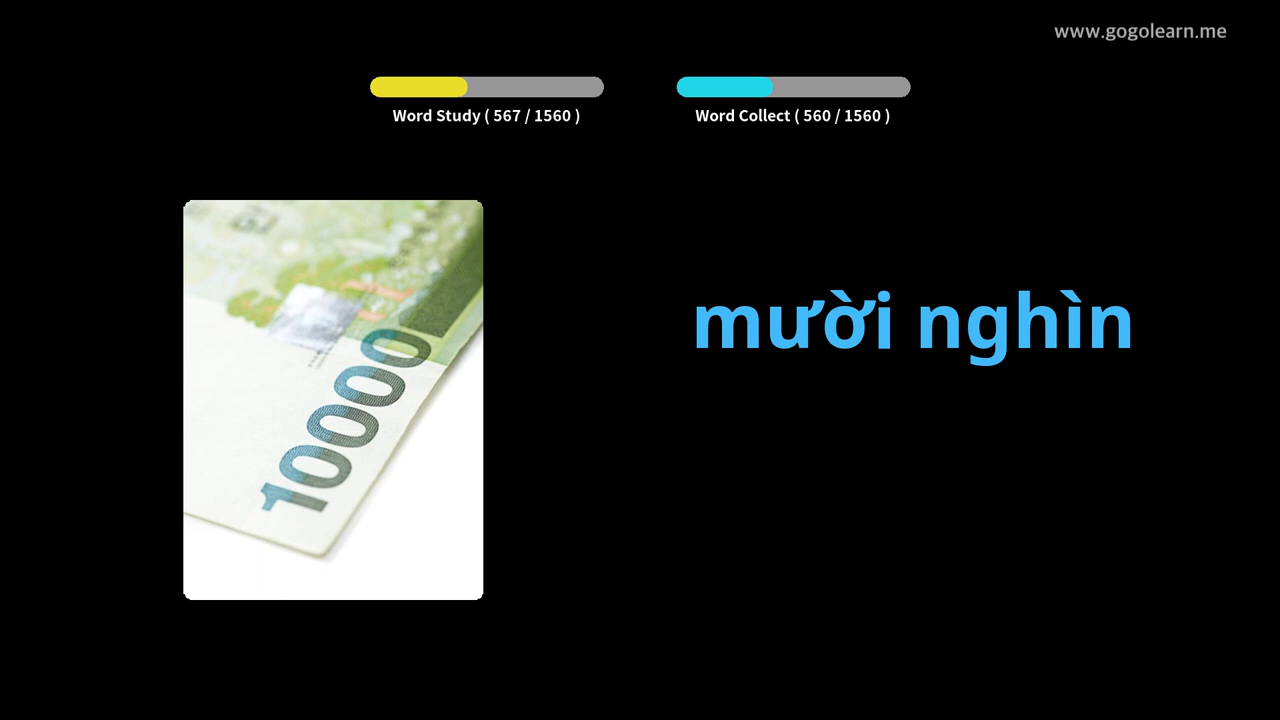 www.gogolearn.me
Word Study ( 567 / 1560 )
Word Collect ( 560 / 1560 )
mười nghìn
10000